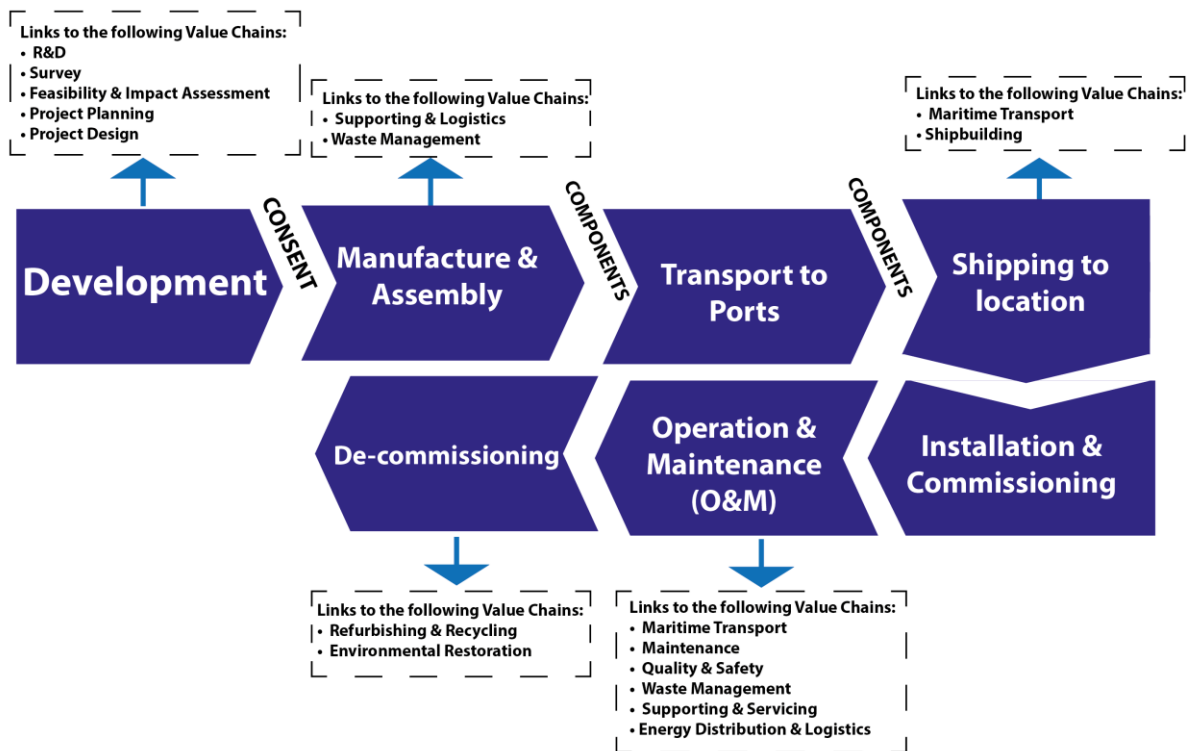 Links to the following Value Chains:
• R&D
• Survey
• Feasibility & Impact Assessment
• Project Planning
• Project Design
Links to the following Value Chains:
• Supporting & Logistics
• Waste Management
Links to the following Value Chains:
• Maritime Transport
• Shipbuilding
Development
CONSENT
Manufacture &
Assembly
COMPONENTS
Transport to
Ports
COMPONENTS
Shipping to
location
Installation &
Commissioning
Operation &
Maintenance
(O&M)
De-commissioning
Links to the following Value Chains:
• Refurbishing & Recycling
• Environmental Restoration
Links to the following Value Chains:
• Maritime Transport
• Maintenance
• Quality & Safety
• Waste Management
• Supporting & Servicing
• Energy Distribution & Logistics